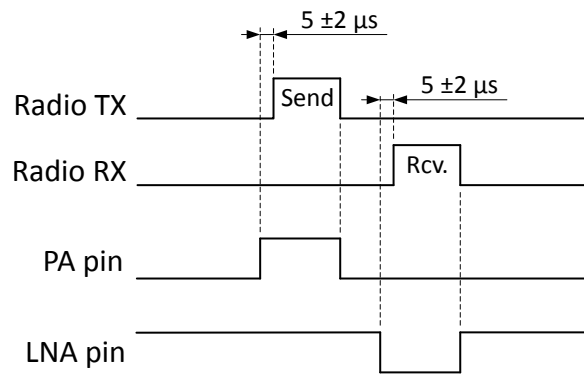 5 ±2 µs
Radio TX
Send
5 ±2 µs
Radio RX
Rcv.
PA pin
LNA pin